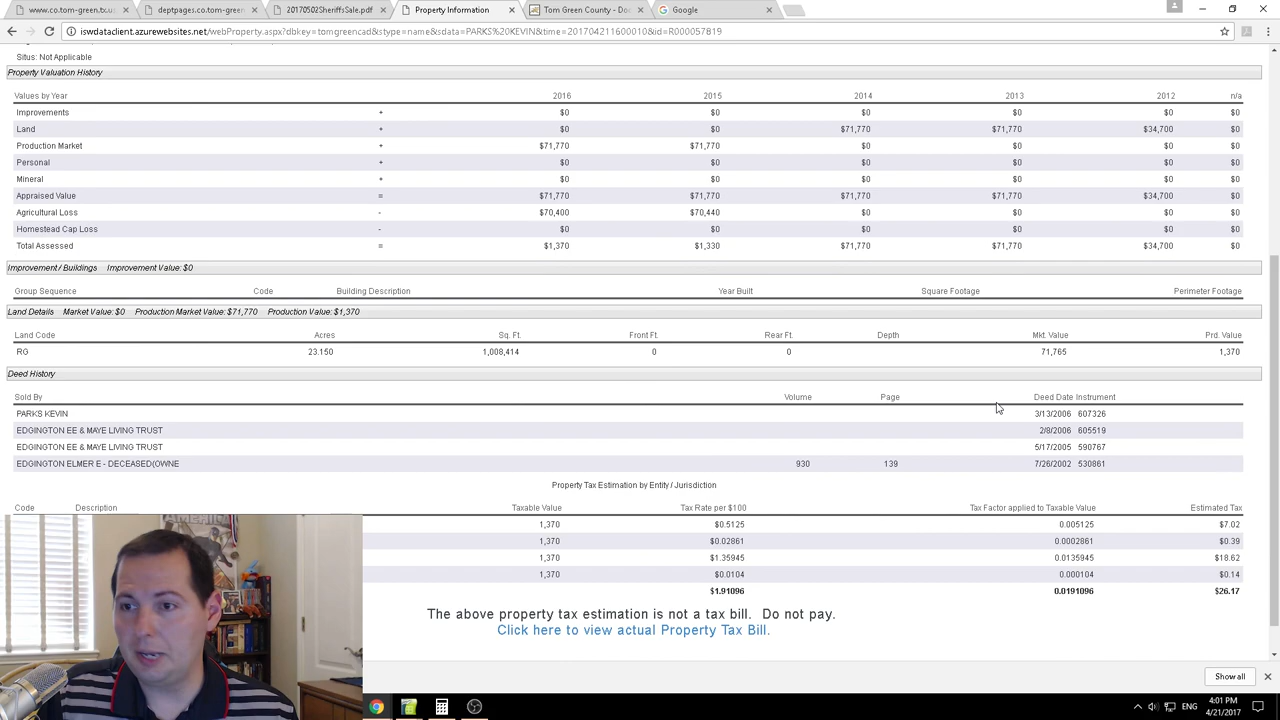 www.co.tom-green.tx.us
deptpages.co.tom-green
20170502SheriffsSale.pdf
Property Information
Tom Green County - Doc
Google
iswdataclient.azurewebsites.net/webProperty.aspx?dbkey=tomgreencad&stype=name&sdata=PARKS%20KEVIN&time=201704211600010&id=R000057819
Situs: Not Applicable
Property Valuation History
Values by Year 2016 2015 2014 2013 2012 n/a
Improvements + $0 $0 $0 $0 $0 $0
Land + $0 $0 $71,770 $71,770 $34,700 $0
Production Market + $71,770 $71,770 $0 $0 $0 $0
Personal + $0 $0 $0 $0 $0 $0
Mineral + $0 $0 $0 $0 $0 $0
Appraised Value = $71,770 $71,770 $71,770 $71,770 $34,700 $0
Agricultural Loss - $70,400 $70,440 $0 $0 $0 $0
Homestead Cap Loss - $0 $0 $0 $0 $0 $0
Total Assessed = $1,370 $1,330 $71,770 $71,770 $34,700 $0
Improvement / Buildings Improvement Value: $0
Group Sequence Code Building Description Year Built Square Footage Perimeter Footage
Land Details Market Value: $0 Production Market Value: $71,770 Production Value: $1,370
Land Code Acres Sq. Ft. Front Ft. Rear Ft. Depth Mkt. Value Prd. Value
RG 23.150 1,008,414 0 0 71,765 1,370
Deed History
Sold By Volume Page Deed Date Instrument
PARKS KEVIN 3/13/2006 607326
EDGINGTON EE & MAYE LIVING TRUST 2/8/2006 605519
EDGINGTON EE & MAYE LIVING TRUST 5/17/2005 590767
EDGINGTON ELMER E - DECEASED(OWNE 930 139 7/26/2002 530861
Property Tax Estimation by Entity / Jurisdiction
Code Description Taxable Value Tax Rate per $100 Tax Factor applied to Taxable Value Estimated Tax
1,370 $0.5125 0.005125 $7.02
1,370 $0.02861 0.0002861 $0.39
1,370 $1.35945 0.0135945 $18.62
1,370 $0.0104 0.000104 $0.14
$1.91096 0.0191096 $26.17
The above property tax estimation is not a tax bill. Do not pay.
Click here to view actual Property Tax Bill.
Show all
ENG
4:01 PM
4/21/2017